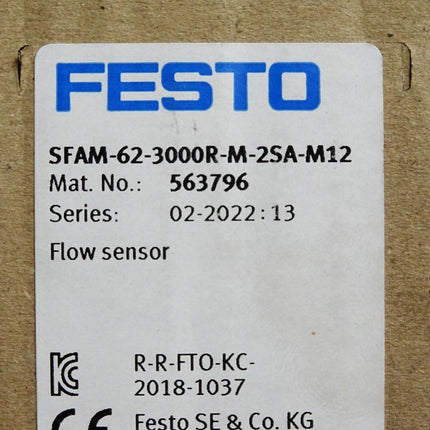 FESTO
SFAM-62-3000R-M-2SA-M12
Mat. No.: 563796
Series: 02-2022:13
Flow sensor
R-R-FTO-KC-
2018-1037
CE Festo SE & Co. KG